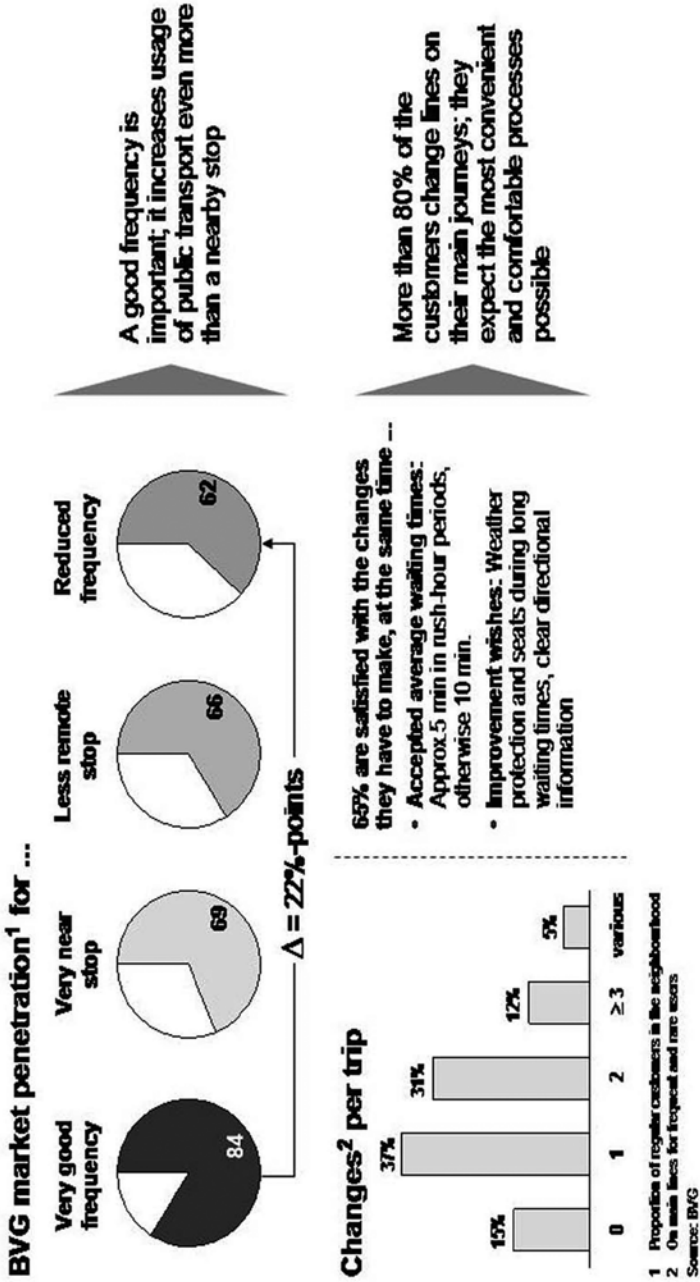 BVG market penetration¹ for ...
Very good
frequency
Very near
stop
Less remote
stop
Reduced
frequency
84
69
66
62
Δ = 22%-points
A good frequency is
important; it increases usage
of public transport even more
than a nearby stop
Changes² per trip
15%
37%
31%
12%
5%
0
1
2
≥3
various
65% are satisfied with the changes
they have to make, at the same time ...
• Accepted average waiting times:
Approx.5 min in rush-hour periods,
otherwise 10 min.
• Improvement wishes: Weather
protection and seats during long
waiting times, clear directional
information
More than 80% of the
customers change lines on
their main journeys; they
expect the most convenient
and comfortable processes
possible
1 Proportion of regular customers in the neighbourhood
2 On main lines for frequent and rare users
Source: BVG